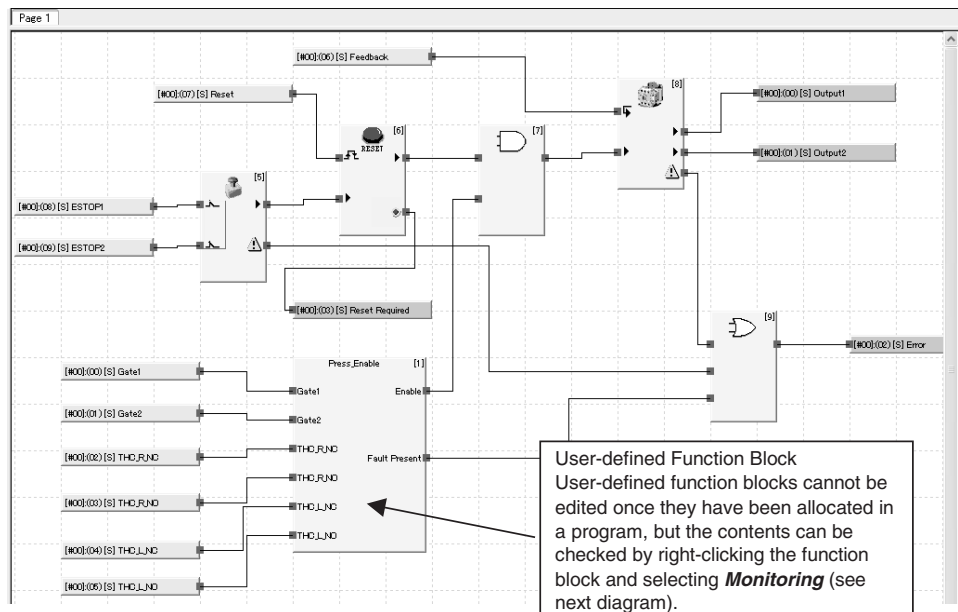 Page 1
[#00]:(06) [S] Feedback
[8]
[#00]:(07) [S] Reset
[#00]:(00) [S] Output1
[6]
[7]
RESET
[#00]:(01) [S] Output2
[5]
[#00]:(08) [S] ESTOP1
[#00]:(09) [S] ESTOP2
[#00]:(03) [S] Reset Required
[9]
[#00]:(02) [S] Error
Press_Enable
[1]
[#00]:(00) [S] Gate1
Gate1
Enable
[#00]:(01) [S] Gate2
Gate2
[#00]:(02) [S] THC_R_NC
THC_R_NC
Fault Present
[#00]:(03) [S] THC_R_NO
THC_R_NO
[#00]:(04) [S] THC_L_NC
THC_L_NC
[#00]:(05) [S] THC_L_NO
THC_L_NO
User-defined Function Block
User-defined function blocks cannot be
edited once they have been allocated in
a program, but the contents can be
checked by right-clicking the function
block and selecting Monitoring (see
next diagram).